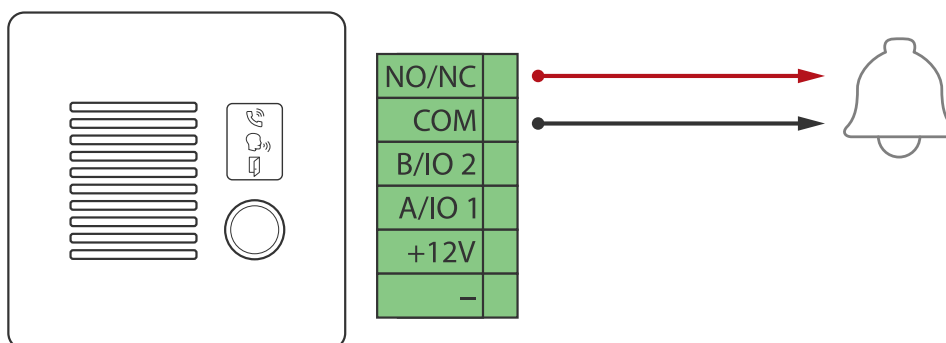 NO/NC
COM
B/IO 2
A/IO 1
+12V
–